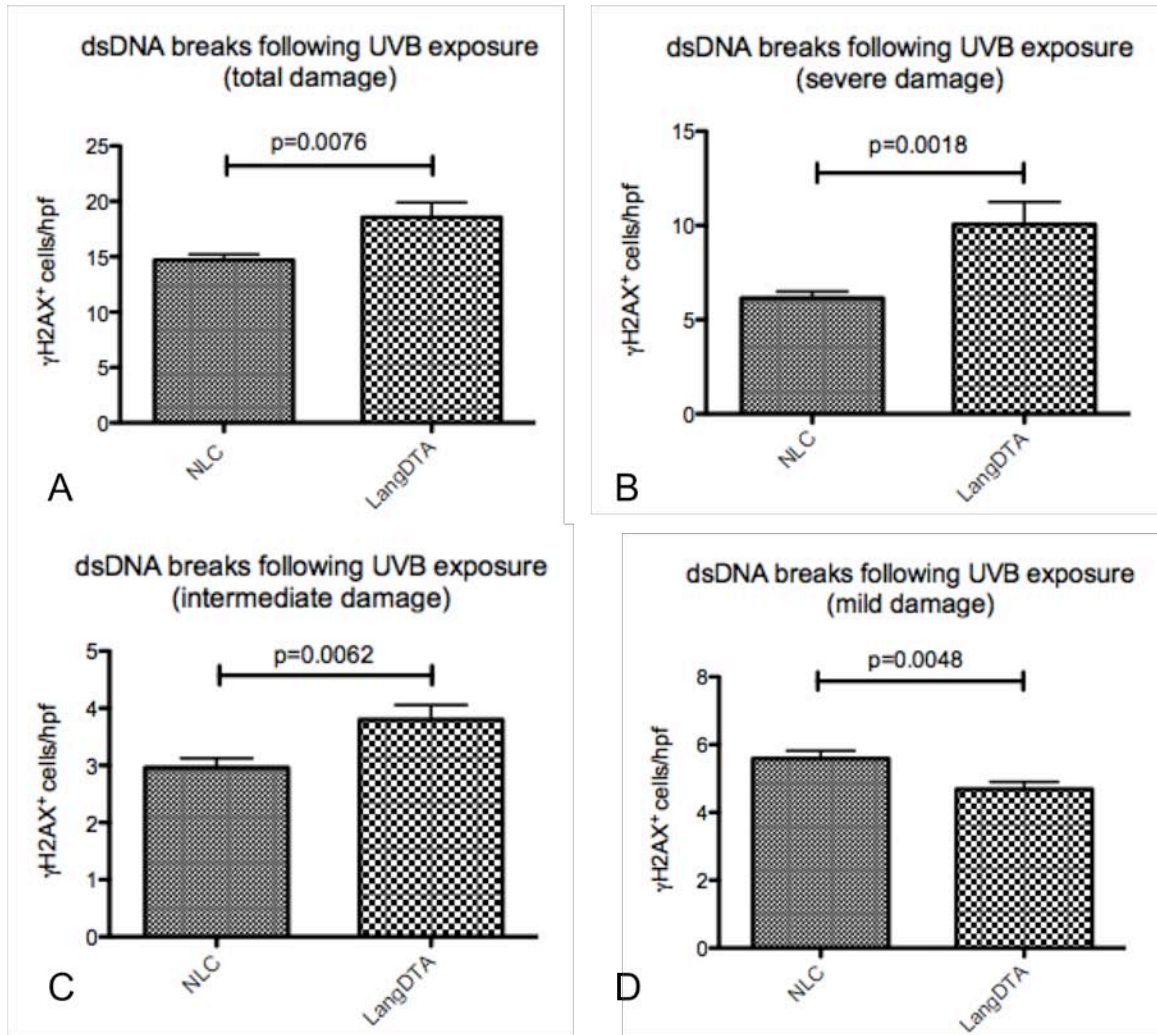 dsDNA breaks following UVB exposure
(total damage)
p=0.0076
25
20
15
10
5
0
γH2AX⁺ cells/hpf
NLC
LangDTA
A
dsDNA breaks following UVB exposure
(severe damage)
p=0.0018
15
10
5
0
γH2AX⁺ cells/hpf
NLC
LangDTA
B
dsDNA breaks following UVB exposure
(intermediate damage)
p=0.0062
5
4
3
2
1
0
γH2AX⁺ cells/hpf
NLC
LangDTA
C
dsDNA breaks following UVB exposure
(mild damage)
p=0.0048
8
6
4
2
0
γH2AX⁺ cells/hpf
NLC
LangDTA
D